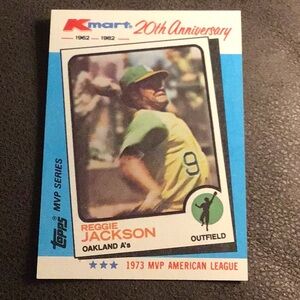 Kmart 20th Anniversary
1962 1982
topps MVP SERIES
9
REGGIE
JACKSON
OAKLAND A's
OUTFIELD
1973 MVP AMERICAN LEAGUE